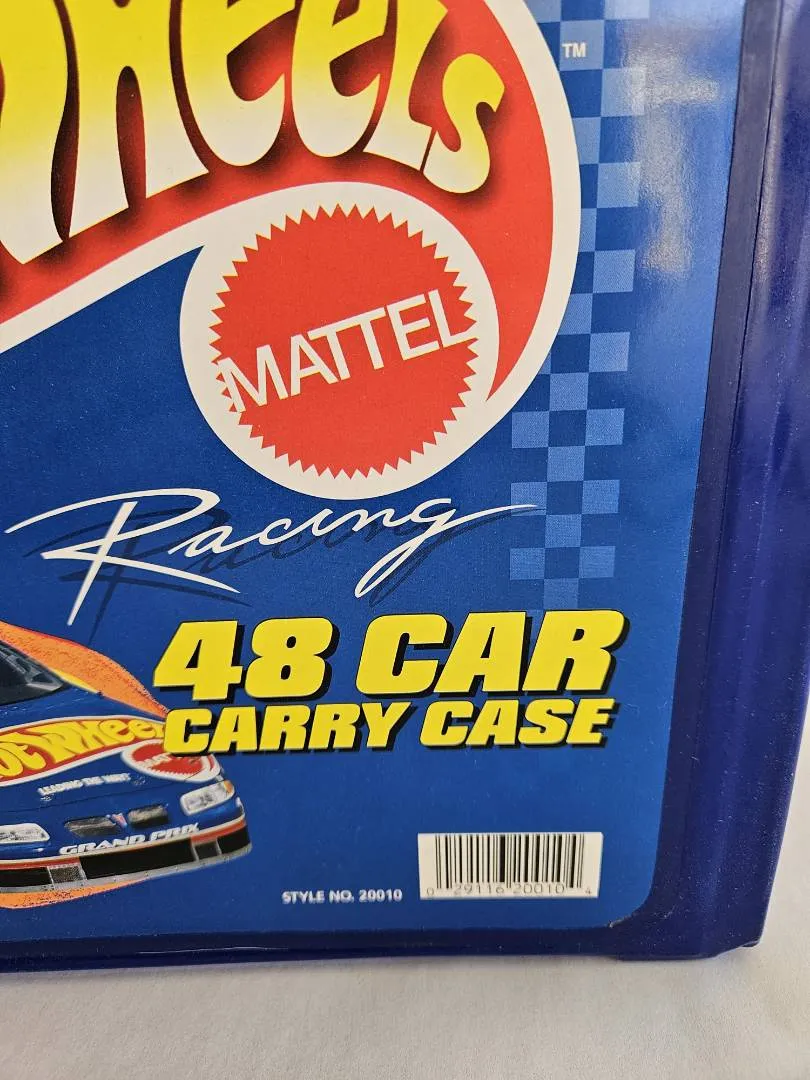 WHEELS
TM
MATTEL
Racing
48 CAR
CARRY CASE
HOT WHEELS
MATTEL
LEADING THE WAY
GRAND PRIX
STYLE NO. 20010
0 29116 20010 4